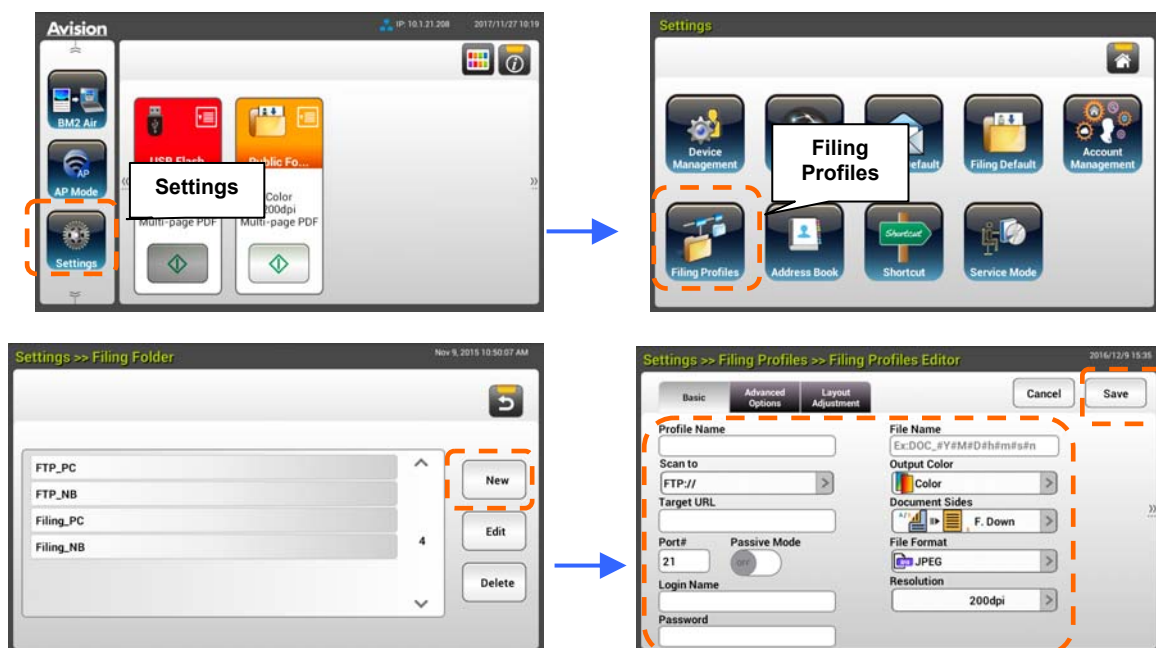 Avision
IP: 10.1.21.208 2017/11/27 10:19
BM2 Air
AP Mode
Settings
USB Flash
Public Fo...
Settings
Color
200dpi
Multi-page PDF
Multi-page PDF
Settings
Device
Management
Default
Filing Default
Account
Management
Filing
Profiles
Filing Profiles
Address Book
Shortcut
Shortcut
Service Mode
Settings >> Filing Folder
Nov 9, 2015 10:50:07 AM
FTP_PC
FTP_NB
Filing_PC
Filing_NB
4
New
Edit
Delete
Settings >> Filing Profiles >> Filing Profiles Editor
2016/12/9 15:35
Basic
Advanced
Options
Layout
Adjustment
Cancel
Save
Profile Name
Scan to
FTP://
Target URL
Port#
Passive Mode
21
OFF
Login Name
Password
File Name
Ex:DOC_#Y#M#D#h#m#s#n
Output Color
Color
Document Sides
F. Down
File Format
JPEG
Resolution
200dpi